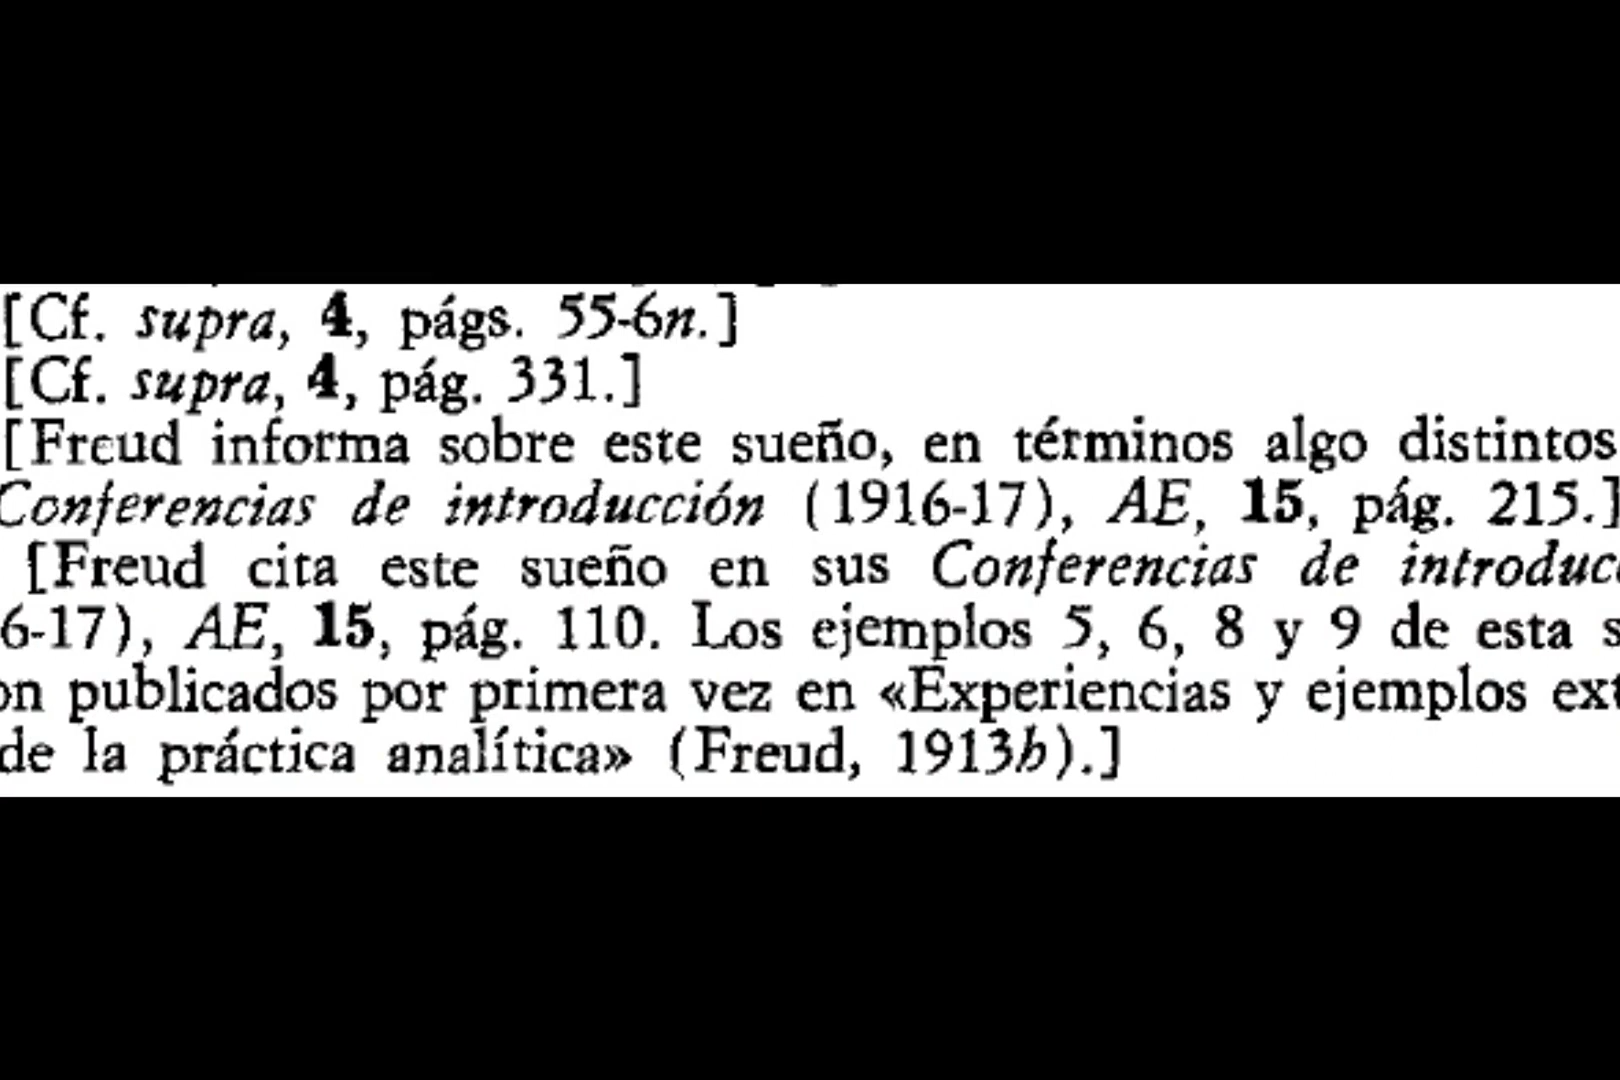 [Cf. supra, 4, págs. 55-6n.]
[Cf. supra, 4, pág. 331.]
[Freud informa sobre este sueño, en términos algo distintos
Conferencias de introducción (1916-17), AE, 15, pág. 215.]
[Freud cita este sueño en sus Conferencias de introduc
6-17), AE, 15, pág. 110. Los ejemplos 5, 6, 8 y 9 de esta s
on publicados por primera vez en «Experiencias y ejemplos ext
de la práctica analítica» (Freud, 1913h).]